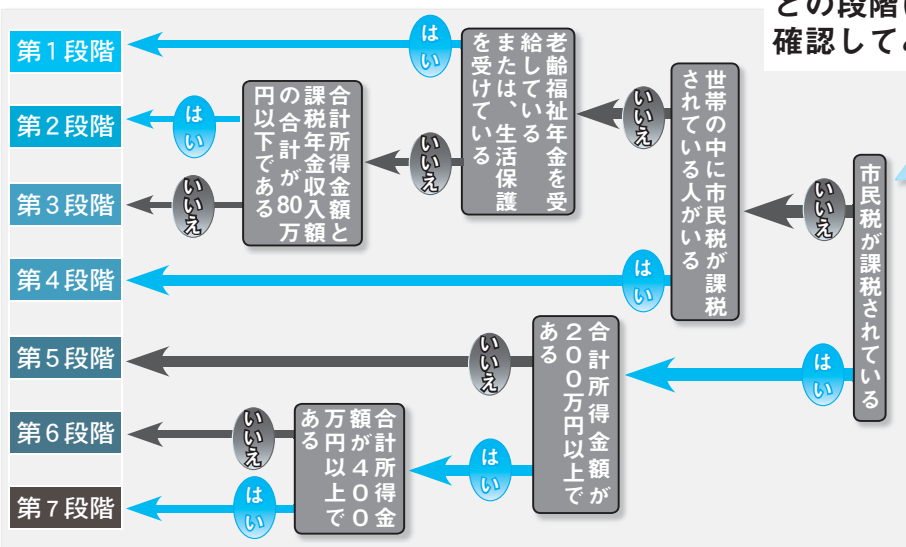 どの段階に
確認して
市民税が課税されている
いいえ
はい
世帯の中に市民税が課税
されている人がいる
いいえ
はい
老齢福祉年金を受
給している
または、生活保護
を受けている
はい
いいえ
合計所得金額と
課税年金収入額
の合計が80万
円以下である
はい
いいえ
合計所得金額が
200万円以上で
ある
いいえ
はい
合計所得金
額が400
万円以上で
ある
いいえ
はい
第1段階
第2段階
第3段階
第4段階
第5段階
第6段階
第7段階